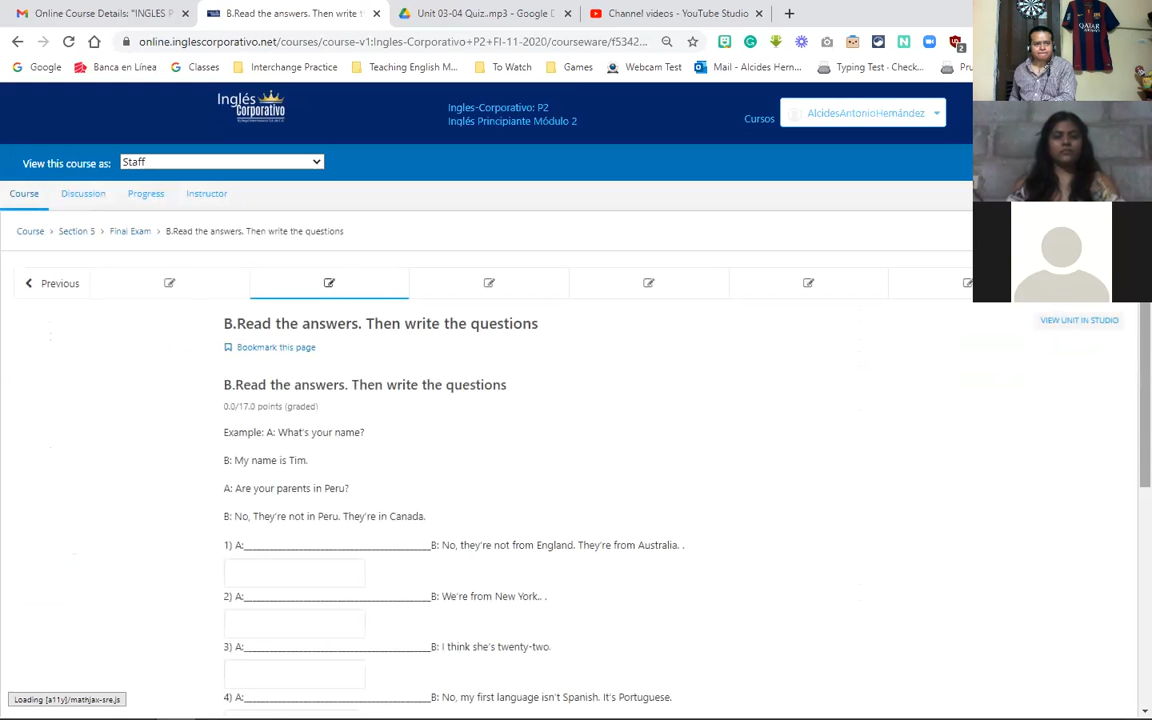 Online Course Details: "INGLES P
B.Read the answers. Then write t
Unit 03-04 Quiz..mp3 - Google D
Channel videos - YouTube Studio
online.inglescorporativo.net/courses/course-v1:Ingles-Corporativo+P2+FI-11-2020/courseware/f5342...
Google
Banca en Línea
Classes
Interchange Practice
Teaching English M...
To Watch
Games
Webcam Test
Mail - Alcides Hern...
Typing Test - Check...
Pru
Inglés
Corporativo
Ingles-Corporativo: P2
Inglés Principiante Módulo 2
Cursos
AlcidesAntonioHernández
View this course as:
Staff
Course
Discussion
Progress
Instructor
Course > Section 5 > Final Exam > B.Read the answers. Then write the questions
Previous
B.Read the answers. Then write the questions
VIEW UNIT IN STUDIO
Bookmark this page
B.Read the answers. Then write the questions
0.0/17.0 points (graded)
Example: A: What's your name?
B: My name is Tim.
A: Are your parents in Peru?
B: No, They're not in Peru. They're in Canada.
1) A:___________________________________B: No, they're not from England. They're from Australia. .
2) A:___________________________________B: We're from New York.. .
3) A:___________________________________B: I think she's twenty-two.
4) A:___________________________________B: No, my first language isn't Spanish. It's Portuguese.
Loading [a11y]/mathjax-sre.js
QATAR